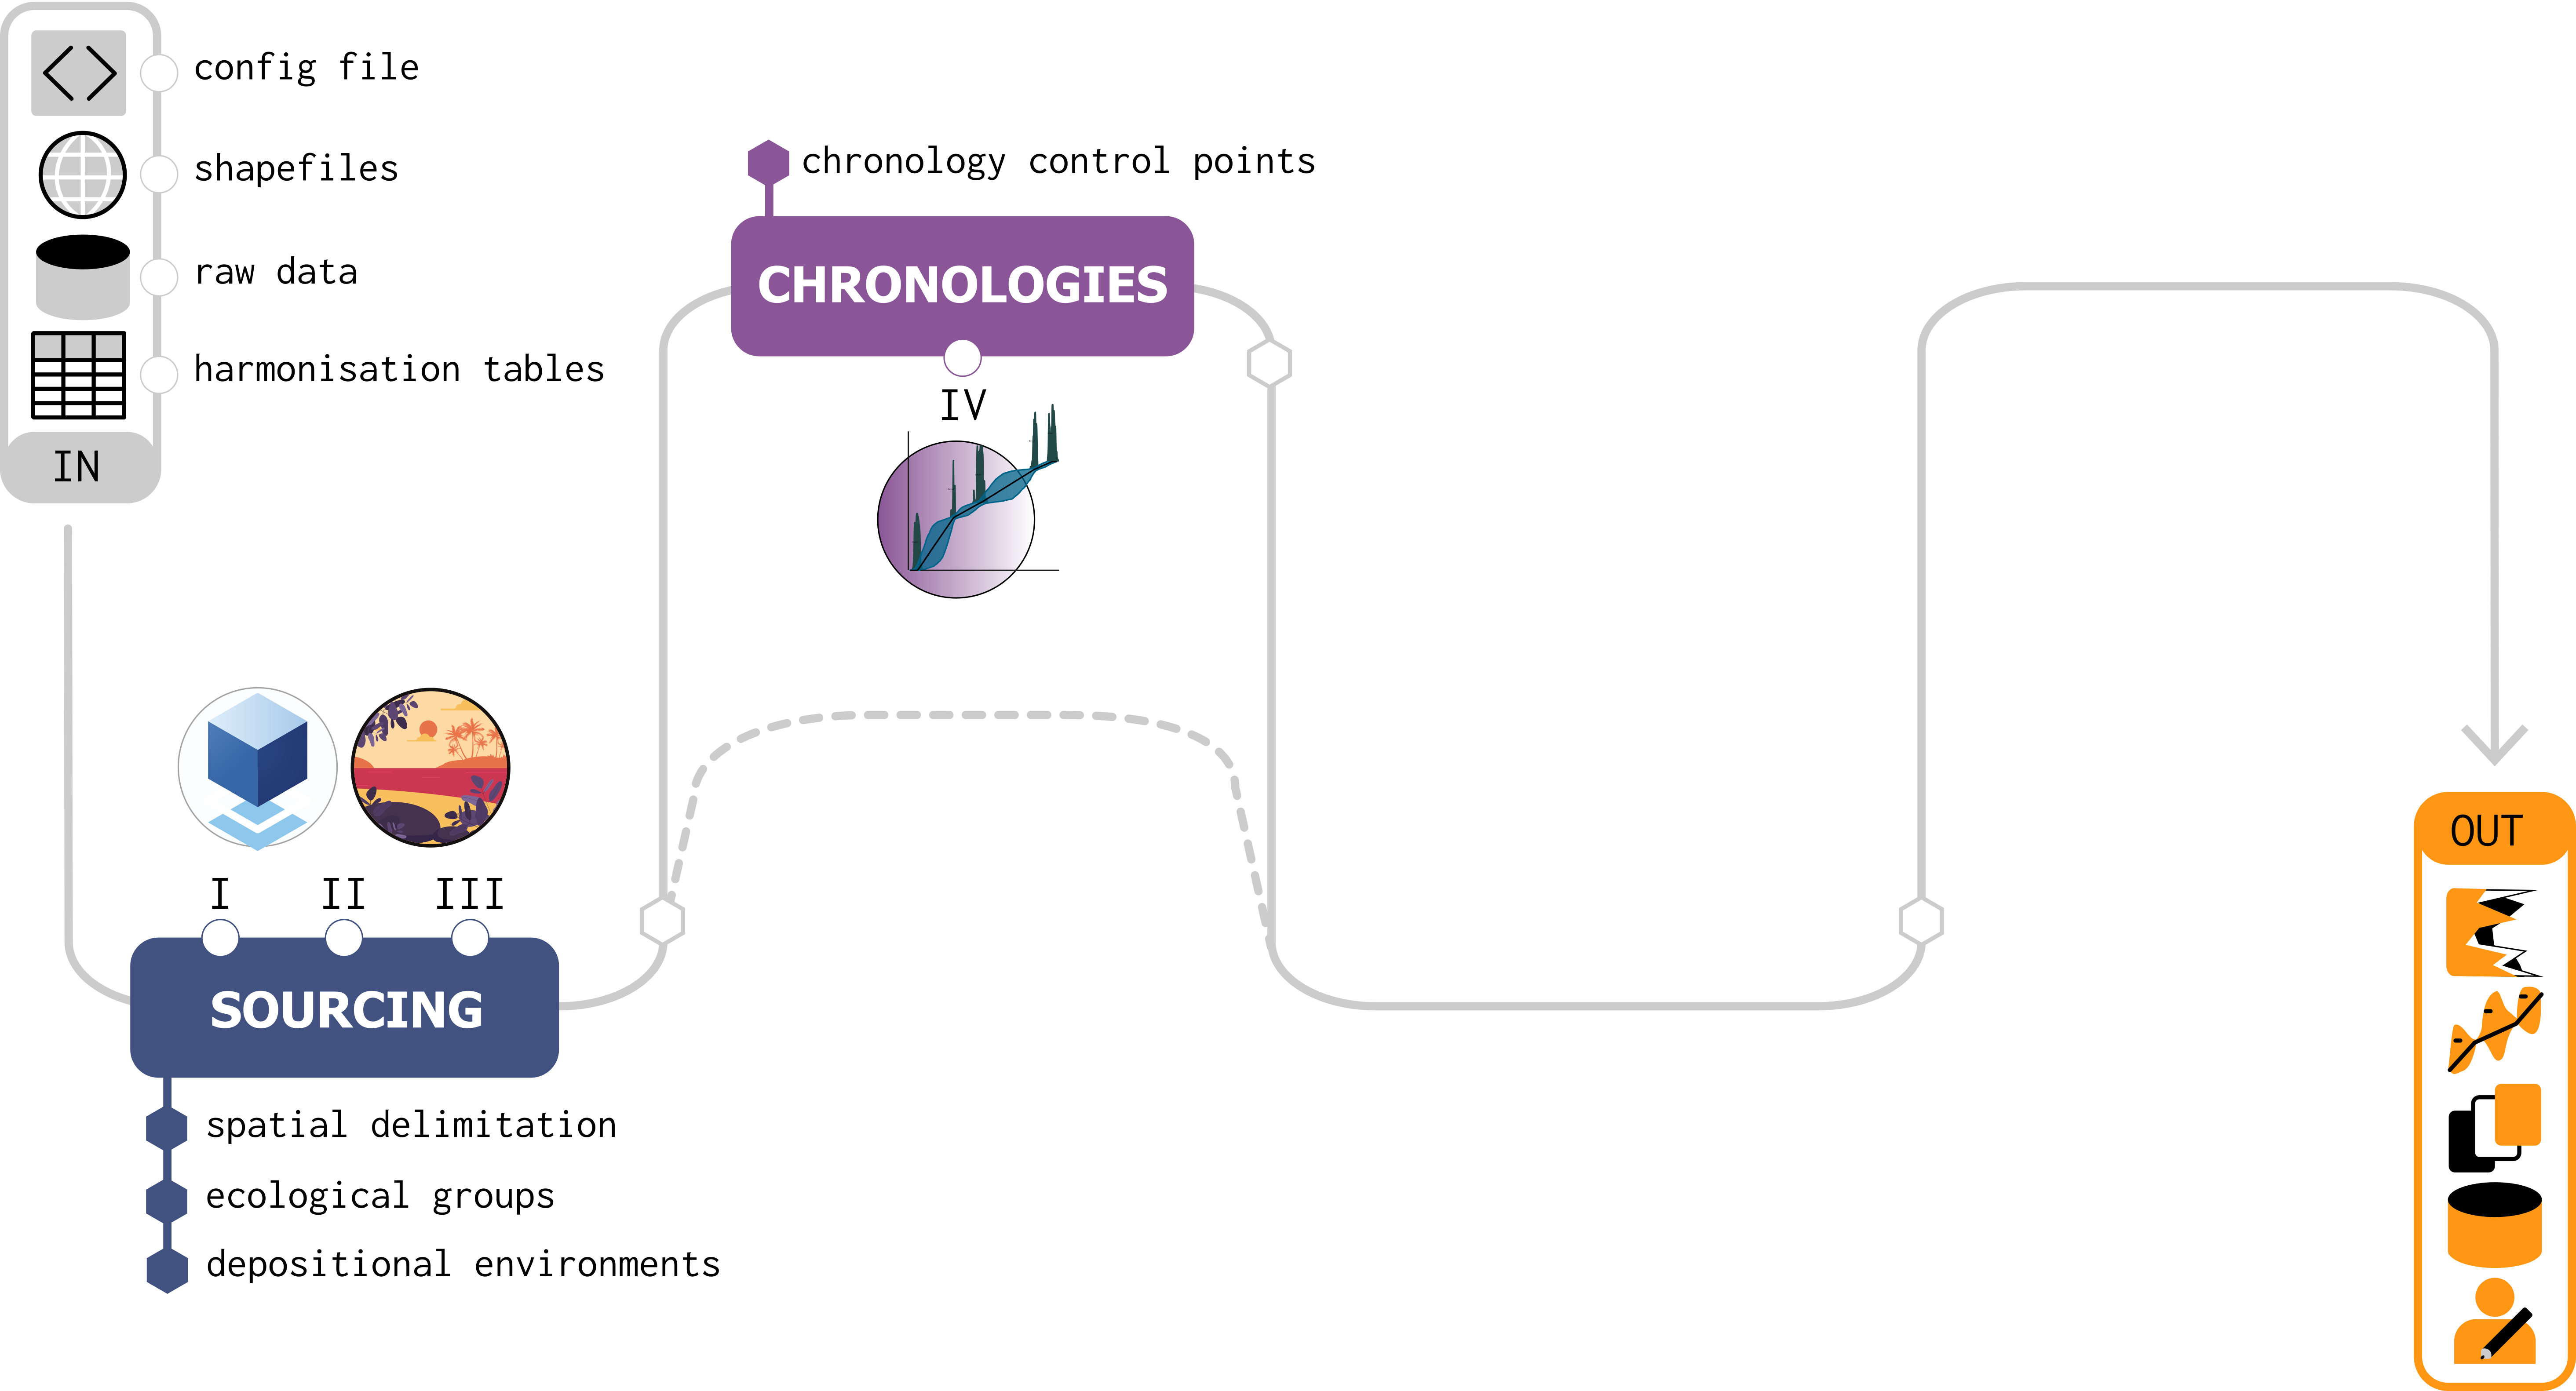 config file
shapefiles
raw data
harmonisation tables
IN
chronology control points
CHRONOLOGIES
IV
I II III
SOURCING
spatial delimitation
ecological groups
depositional environments
OUT